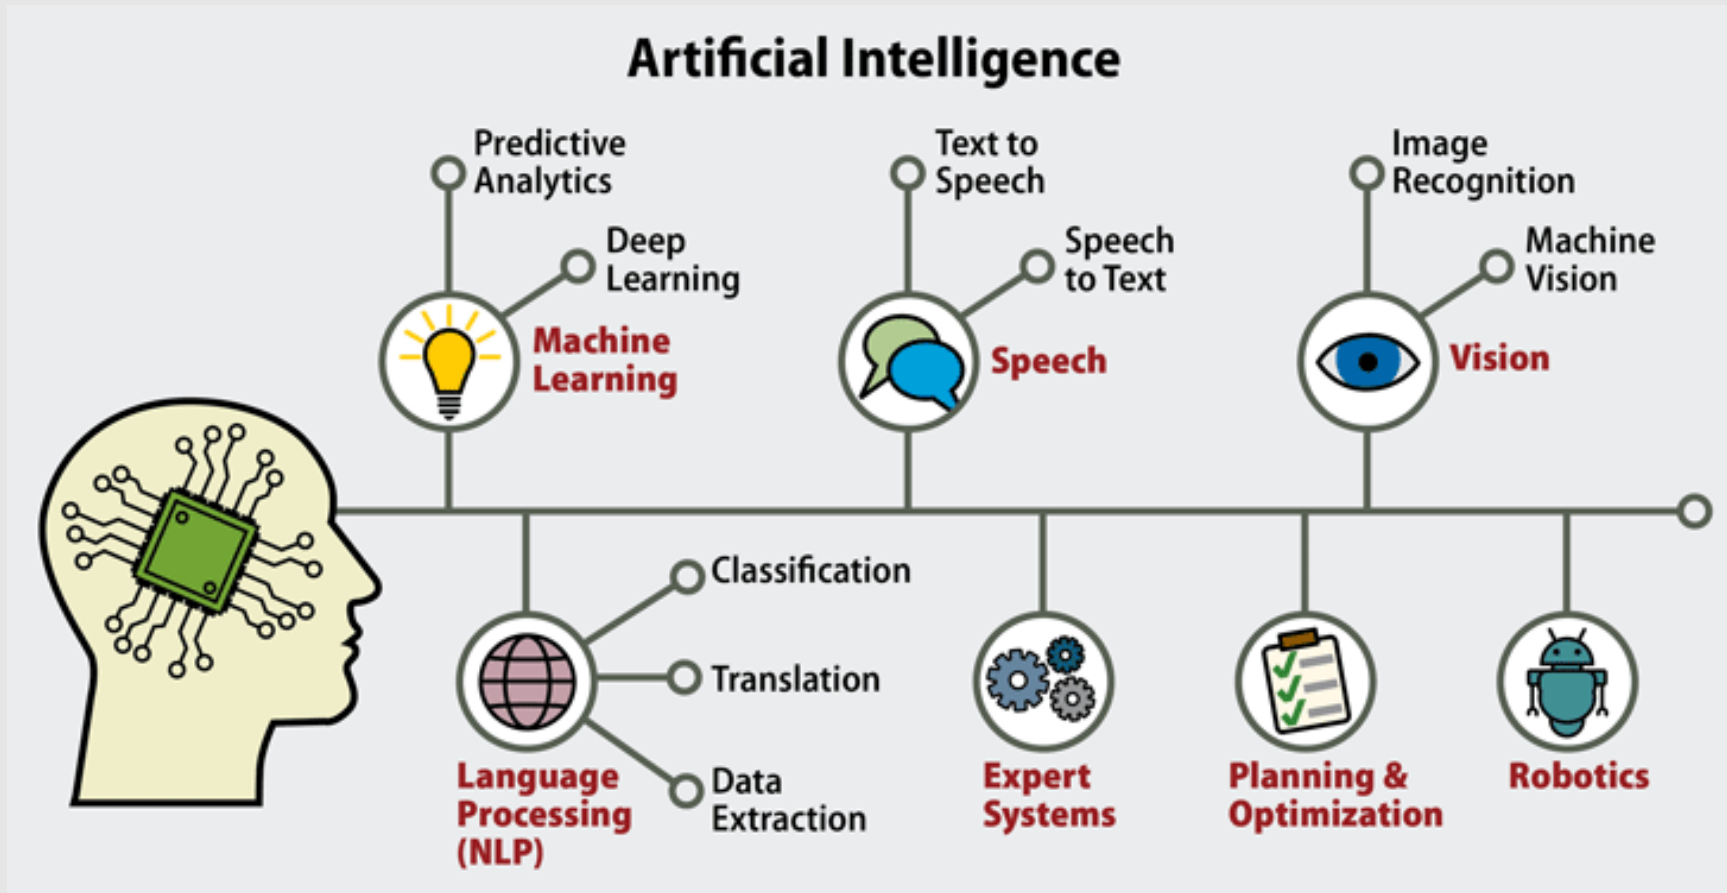 Artificial Intelligence
Predictive
Analytics
Deep
Learning
Machine
Learning
Text to
Speech
Speech
to Text
Speech
Image
Recognition
Machine
Vision
Vision
Classification
Translation
Data
Extraction
Language
Processing
(NLP)
Expert
Systems
Planning &
Optimization
Robotics